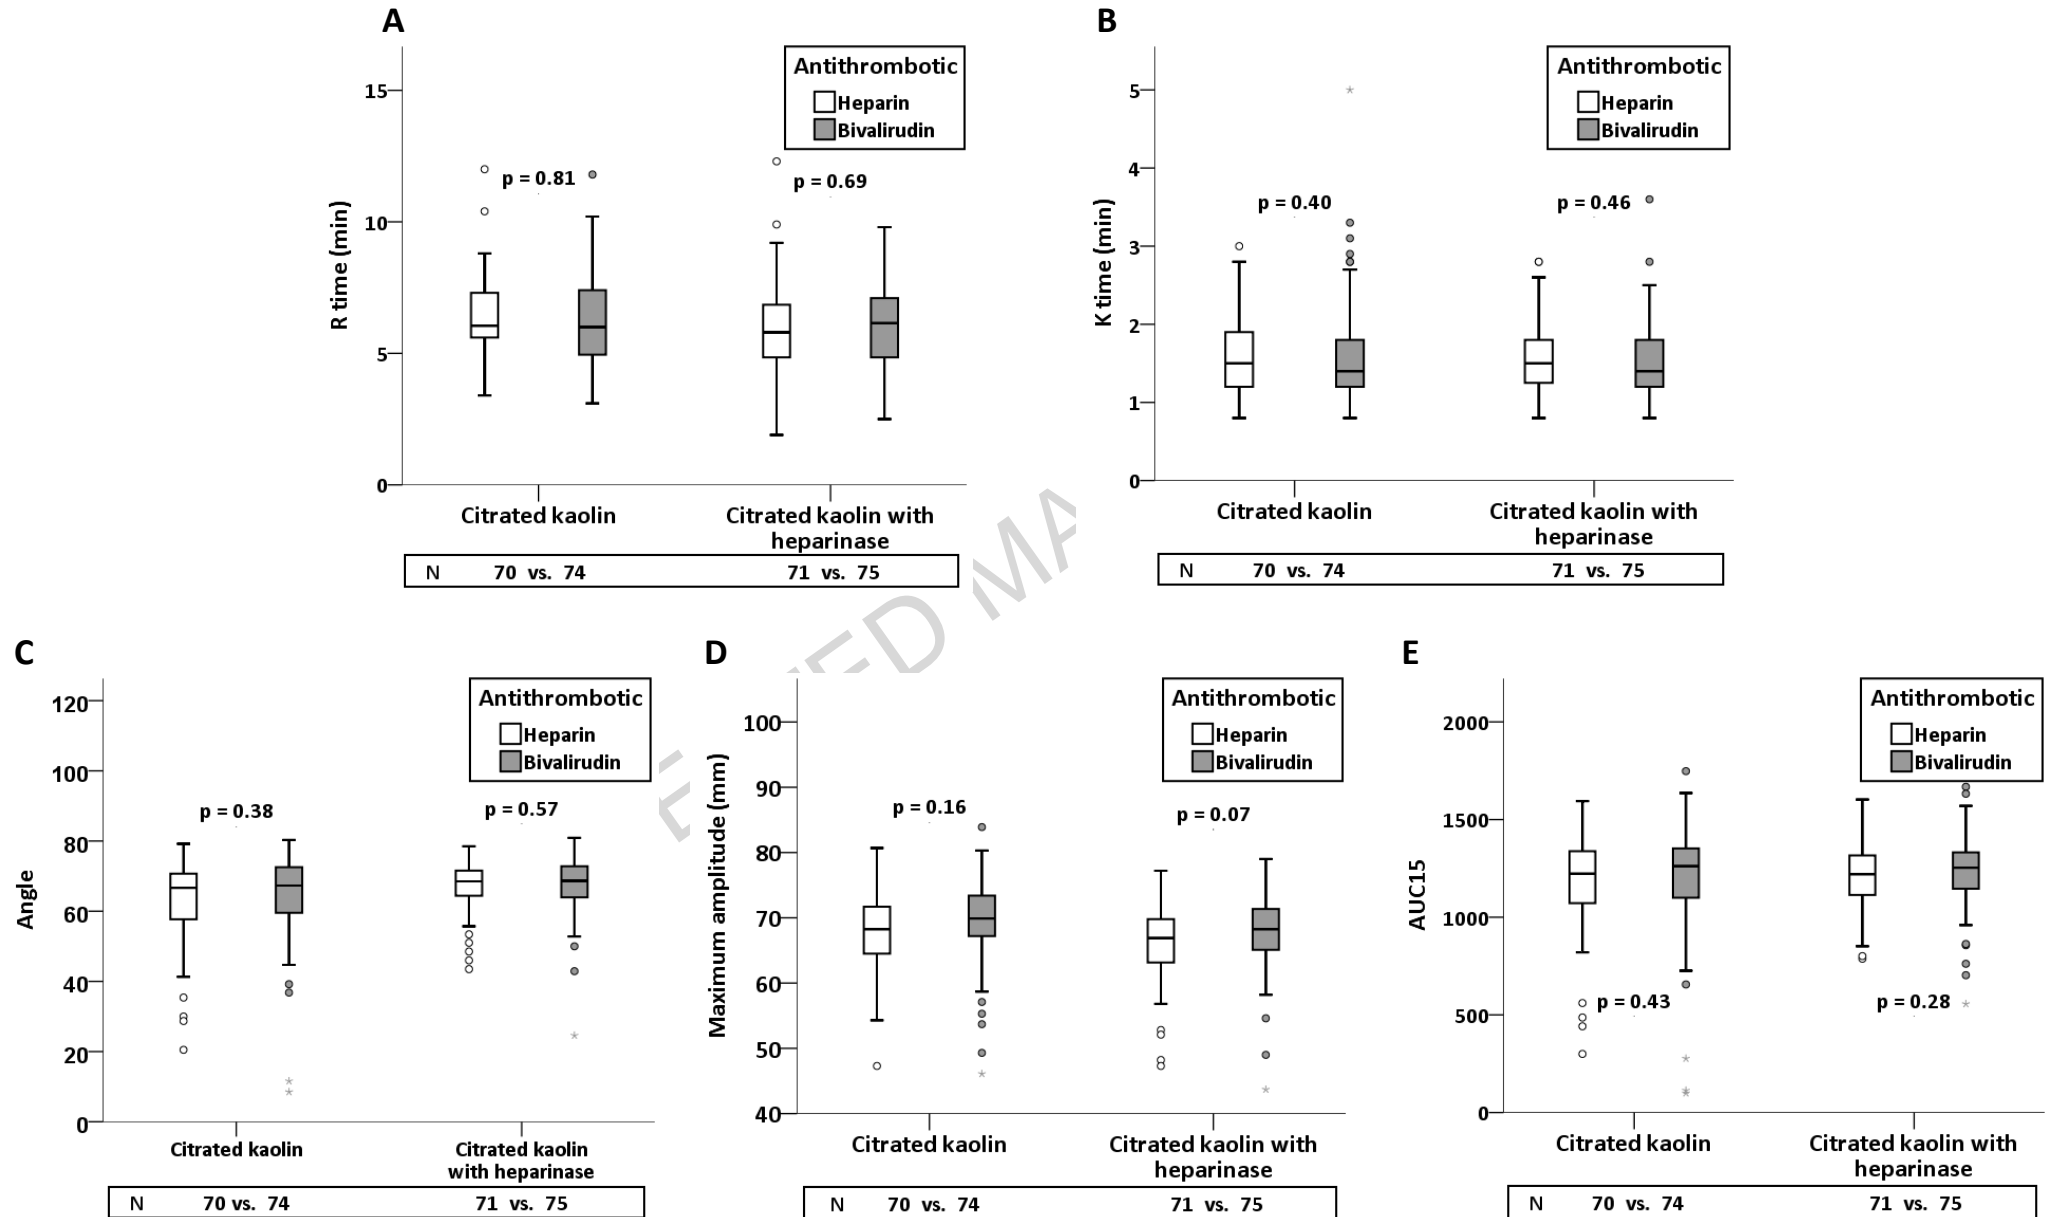 A
Antithrombotic
Heparin
Bivalirudin
15
10
5
0
R time (min)
p = 0.81
p = 0.69
Citrated kaolin
Citrated kaolin with
heparinase
N 70 vs. 74 71 vs. 75
B
Antithrombotic
Heparin
Bivalirudin
5
4
3
2
1
0
K time (min)
p = 0.40
p = 0.46
Citrated kaolin
Citrated kaolin with
heparinase
N 70 vs. 74 71 vs. 75
C
Antithrombotic
Heparin
Bivalirudin
120
100
80
60
40
20
0
Angle
p = 0.38
p = 0.57
Citrated kaolin
Citrated kaolin
with heparinase
N 70 vs. 74 71 vs. 75
D
Antithrombotic
Heparin
Bivalirudin
100
90
80
70
60
50
40
Maximum amplitude (mm)
p = 0.16
p = 0.07
Citrated kaolin
Citrated kaolin with
heparinase
N 70 vs. 74 71 vs. 75
E
Antithrombotic
Heparin
Bivalirudin
2000
1500
1000
500
0
AUC15
p = 0.43
p = 0.28
Citrated kaolin
Citrated kaolin with
heparinase
N 70 vs. 74 71 vs. 75